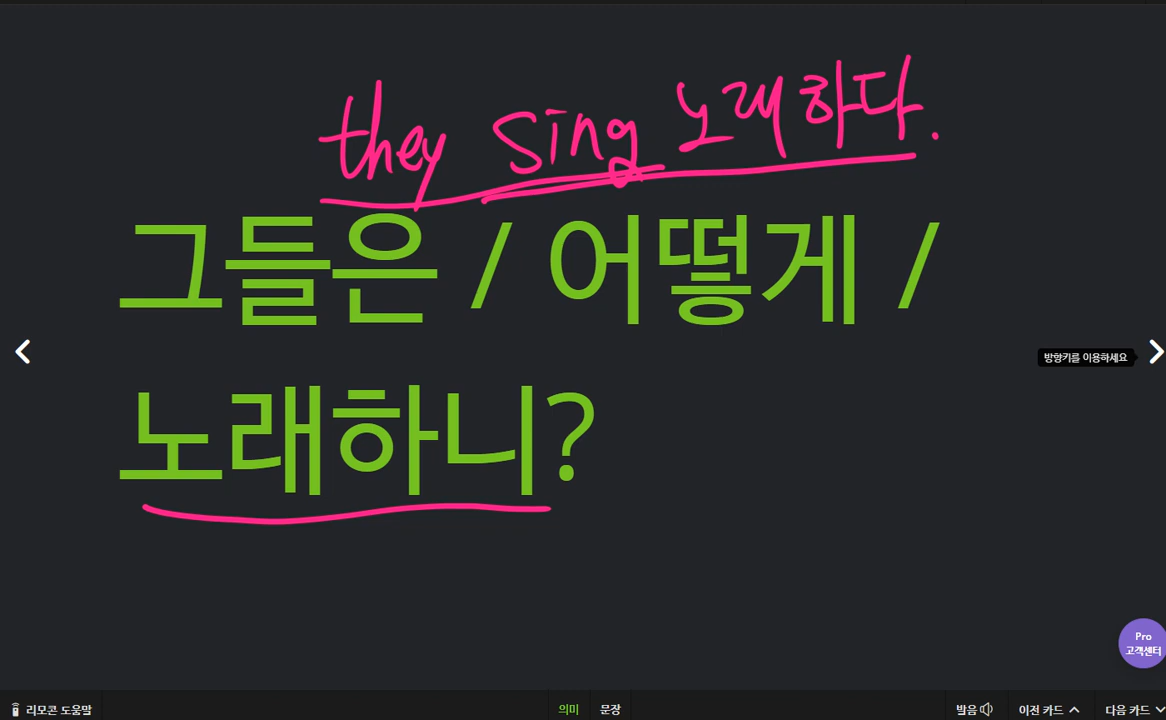 they sing 노래하다.
그들은 / 어떻게 /
노래하니?
방향키를 이용하세요
Pro
고객센터
리모콘 도움말
의미
문장
발음
이전 카드
다음 카드